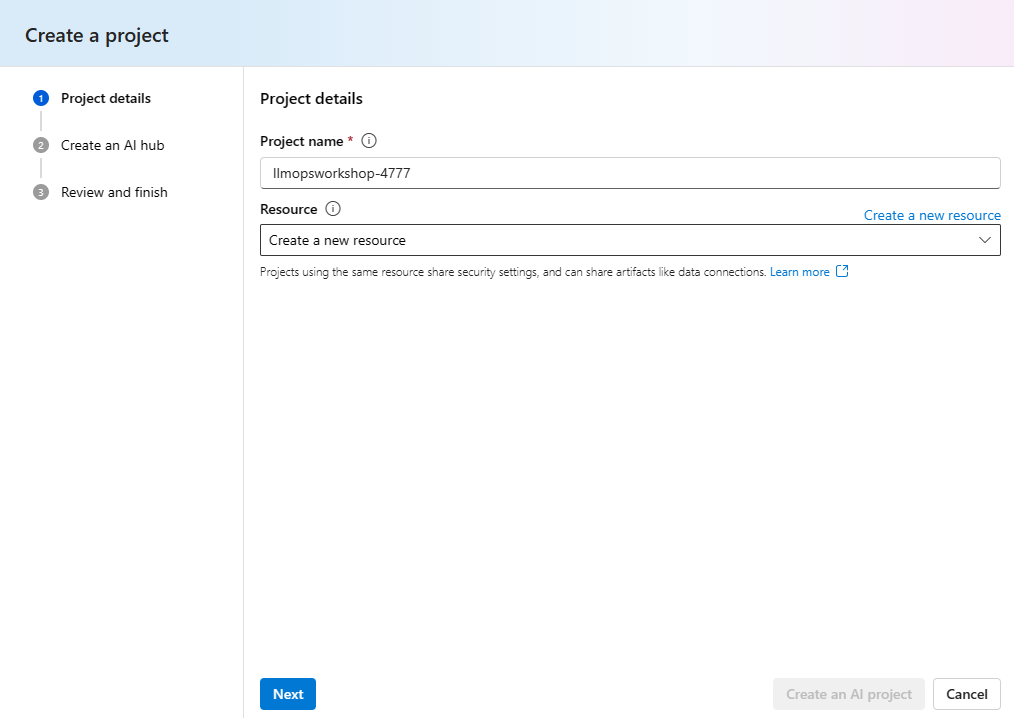 Create a project
1 Project details
2 Create an AI hub
3 Review and finish
Project details
Project name *
llmopsworkshop-4777
Resource
Create a new resource
Create a new resource
Projects using the same resource share security settings, and can share artifacts like data connections. Learn more
Next
Create an AI project
Cancel